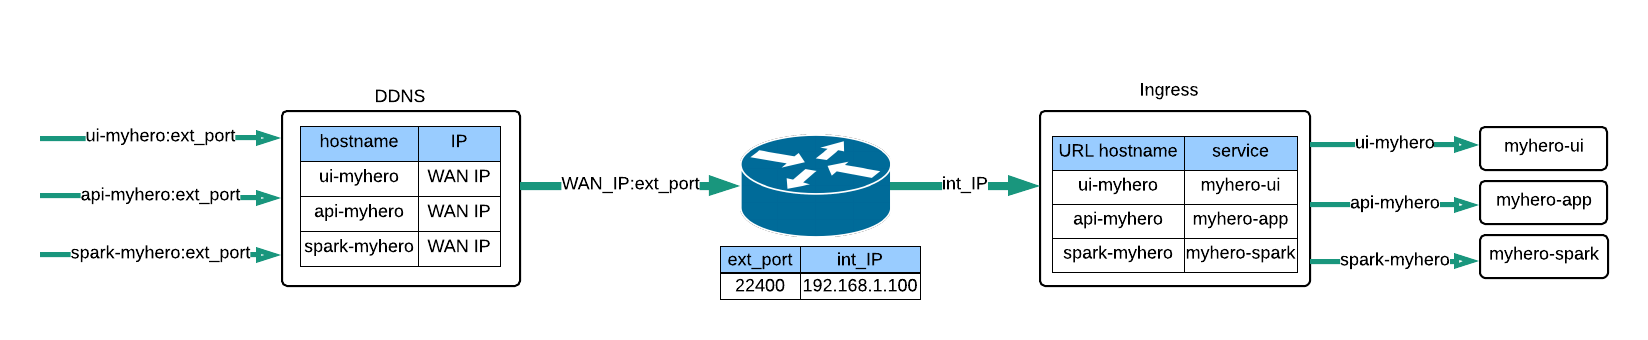 DDNS
Ingress
ui-myhero:ext_port
api-myhero:ext_port
spark-myhero:ext_port
hostname IP
ui-myhero WAN IP
api-myhero WAN IP
spark-myhero WAN IP
WAN_IP:ext_port
ext_port int_IP
22400 192.168.1.100
int_IP
URL hostname service
ui-myhero myhero-ui
api-myhero myhero-app
spark-myhero myhero-spark
ui-myhero
api-myhero
spark-myhero
myhero-ui
myhero-app
myhero-spark